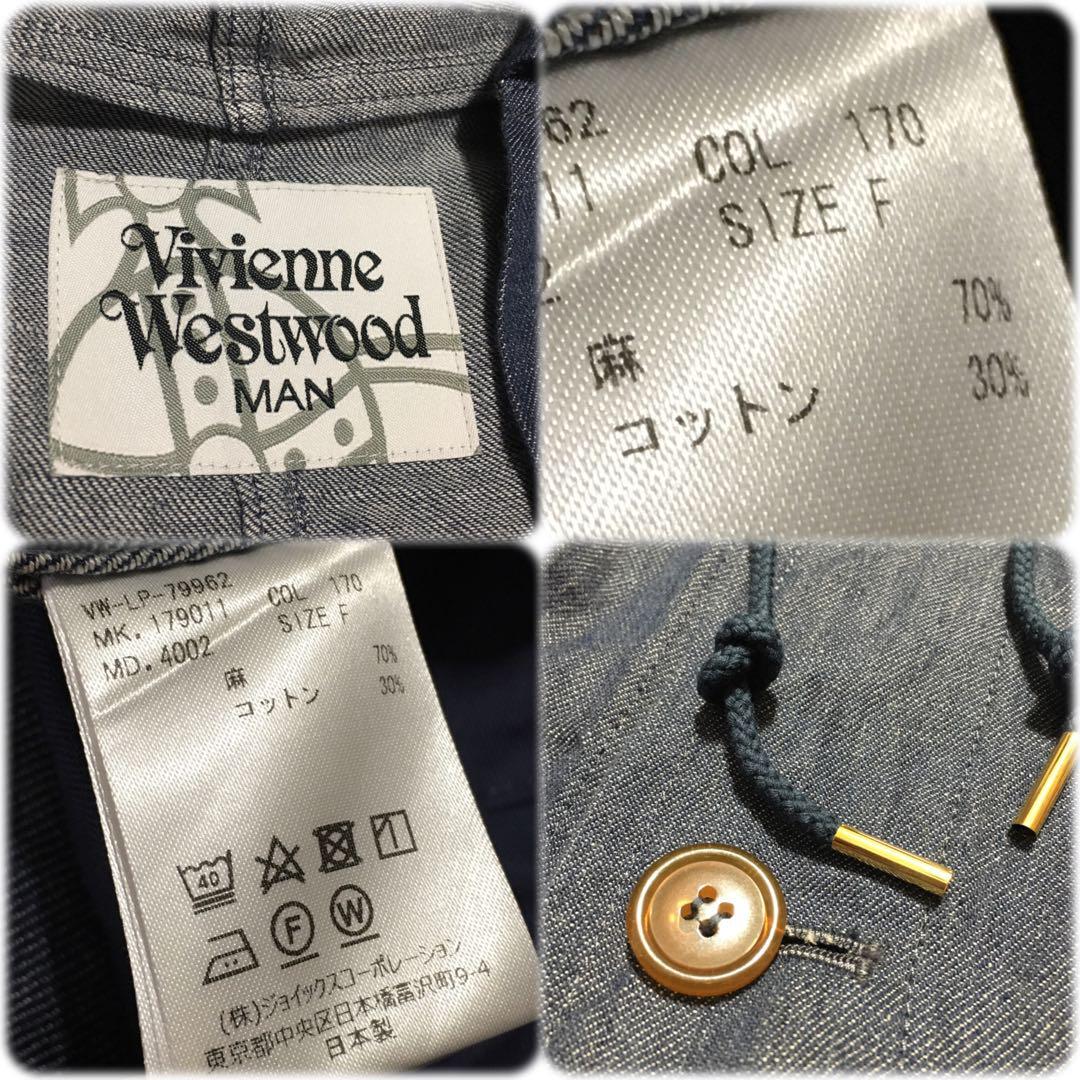 Vivienne
Westwood
MAN
62 COL 170
11 SIZE F
麻 70%
コットン 30%
VW-LP-79962 COL 170
MK.179011 SIZE F
MD.4002
麻 70%
コットン 30%
40
F W
(株)ジョイックスコーポレーション
東京都中央区日本橋富沢町9-4
日本製